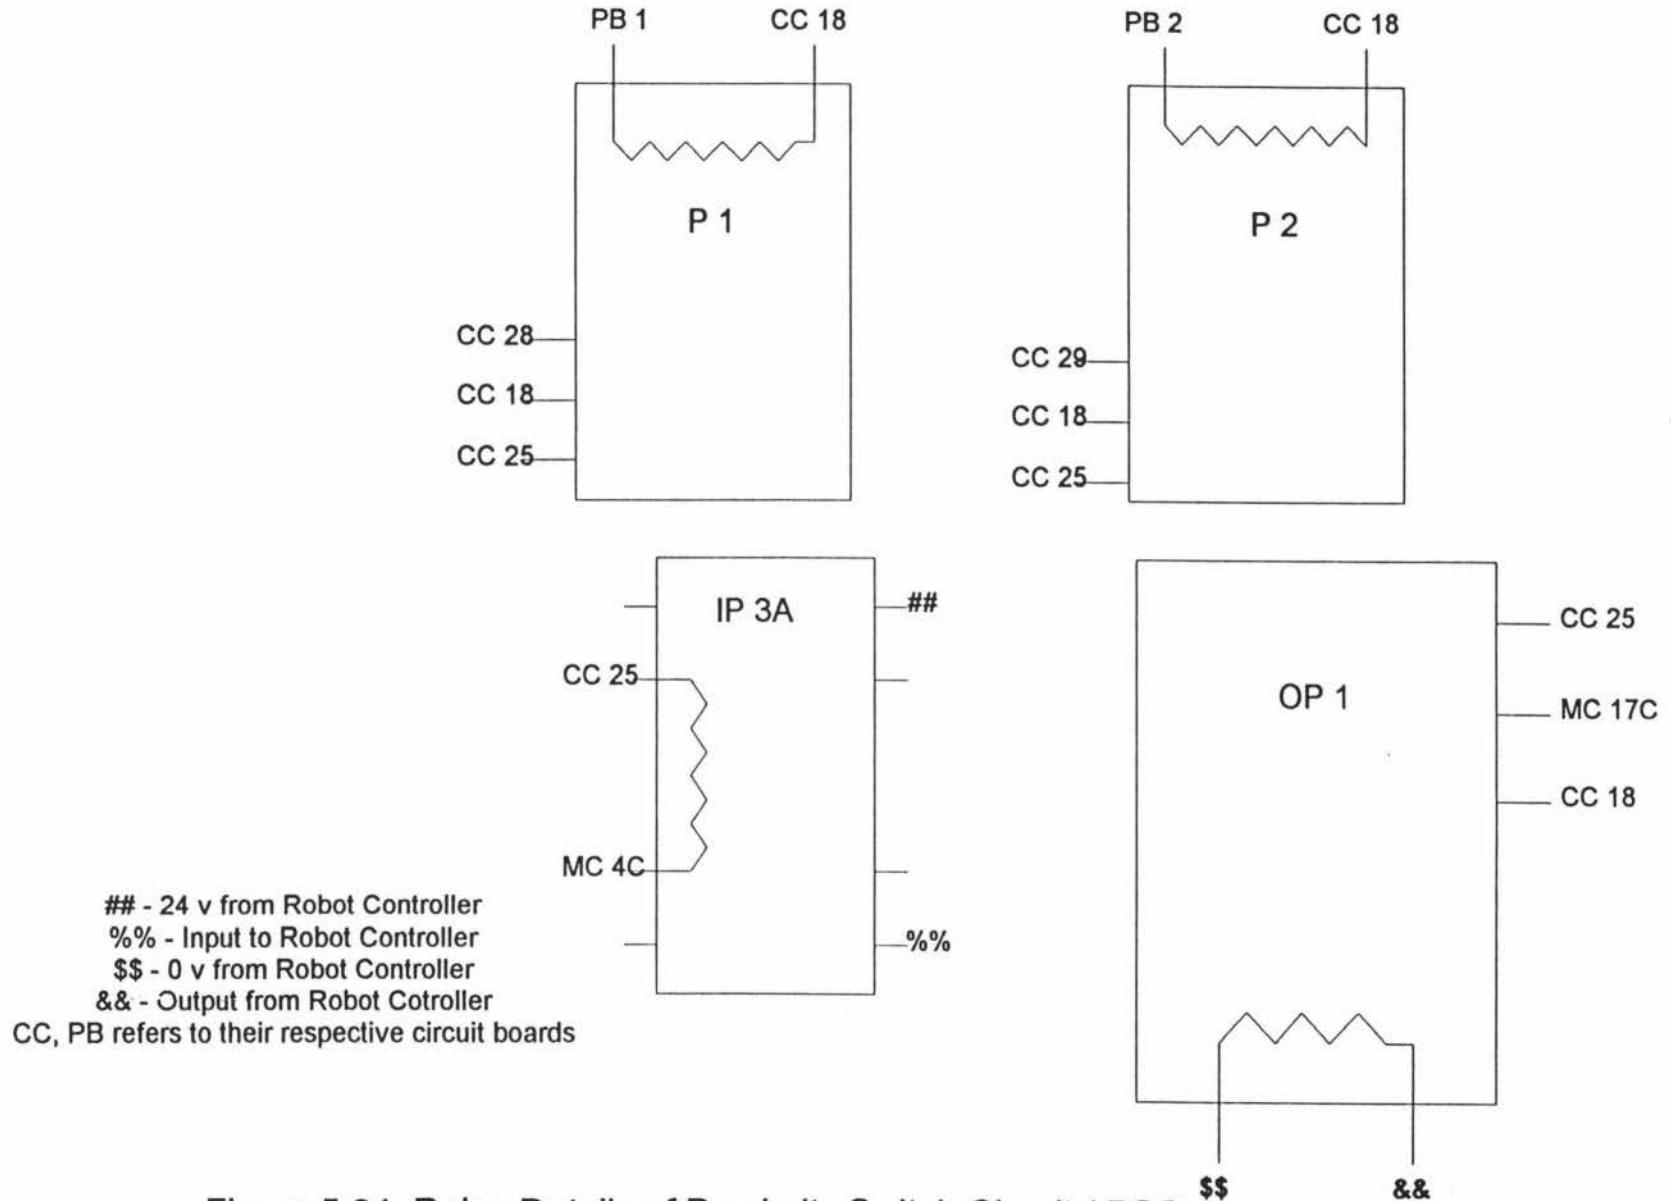 PB 1
CC 18
PB 2
CC 18
P 1
P 2
CC 28
CC 18
CC 25
CC 29
CC 18
CC 25
IP 3A
##
CC 25
MC 4C
%%
OP 1
CC 25
MC 17C
CC 18
## - 24 v from Robot Controller
%% - Input to Robot Controller
$$ - 0 v from Robot Controller
&& - Output from Robot Cotroller
CC, PB refers to their respective circuit boards
$$
&&